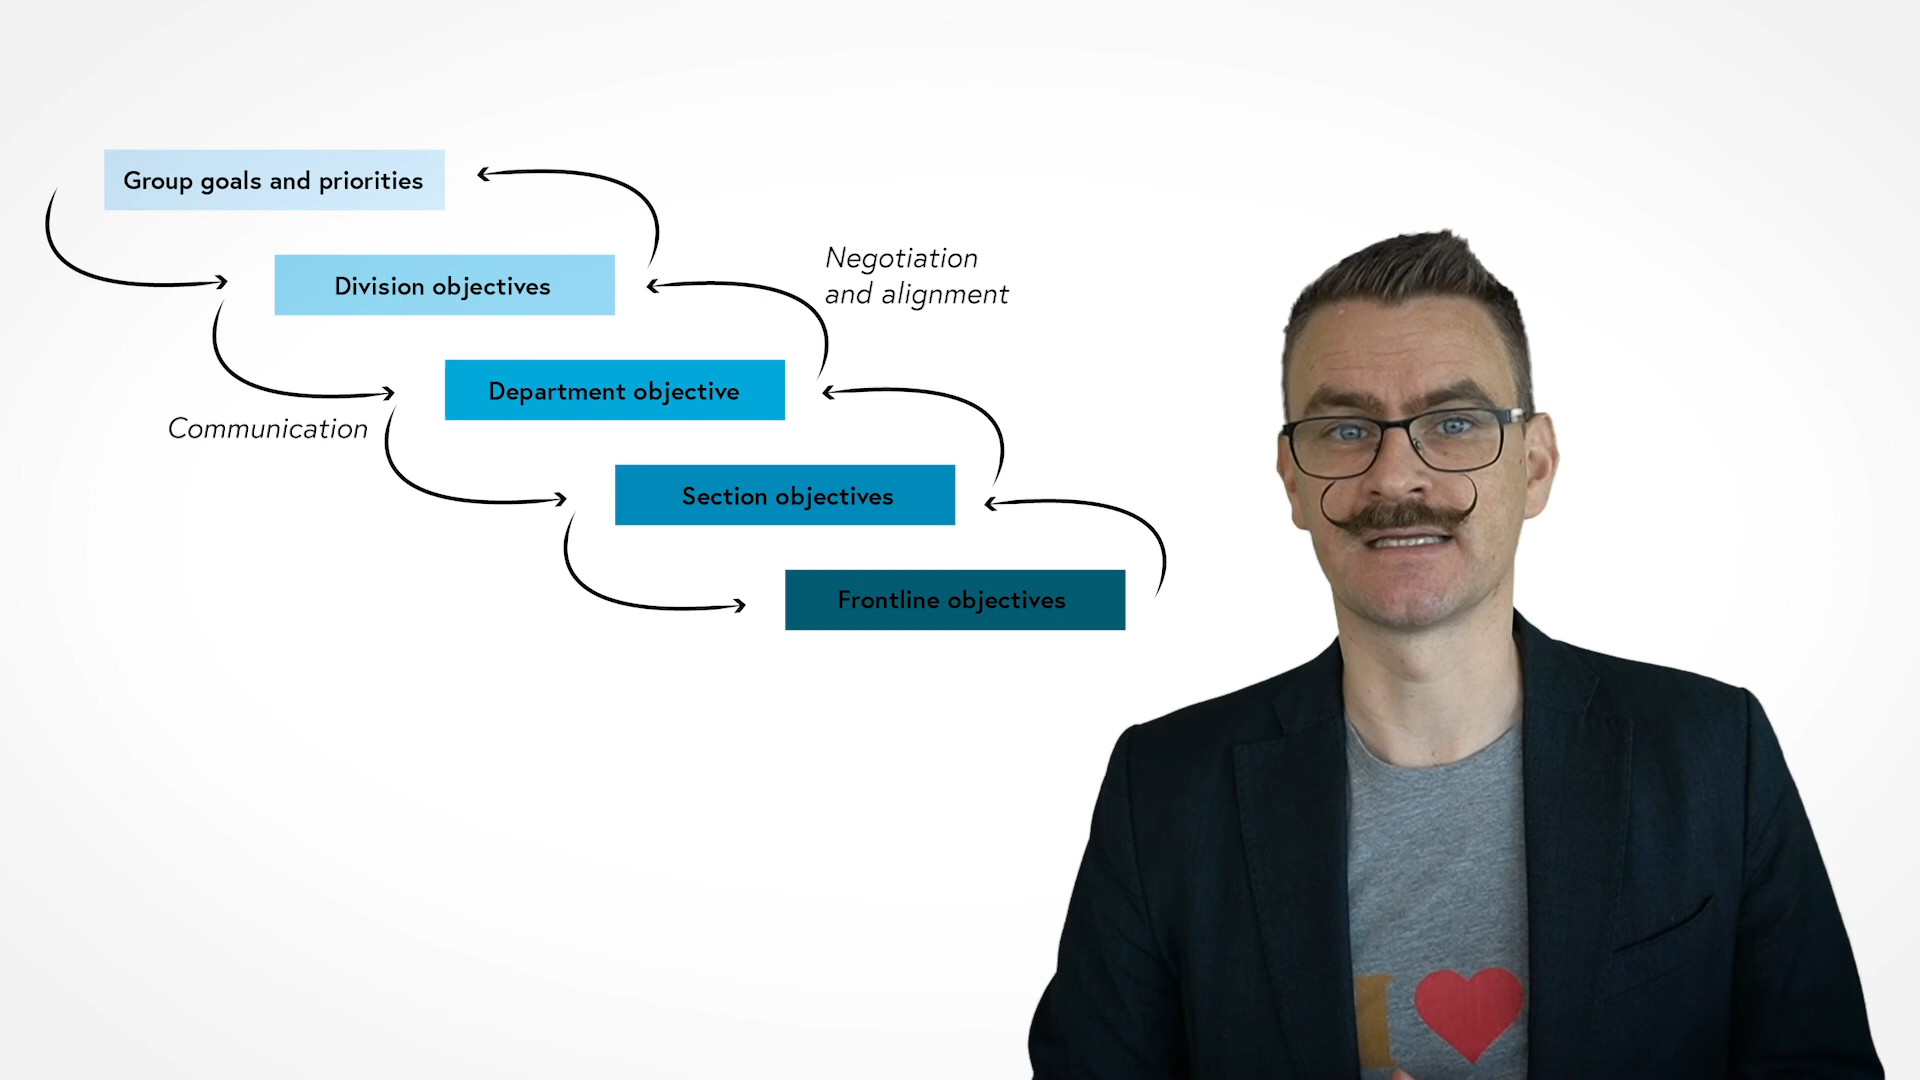 Group goals and priorities
Division objectives
Negotiation
and alignment
Department objective
Communication
Section objectives
Frontline objectives
I